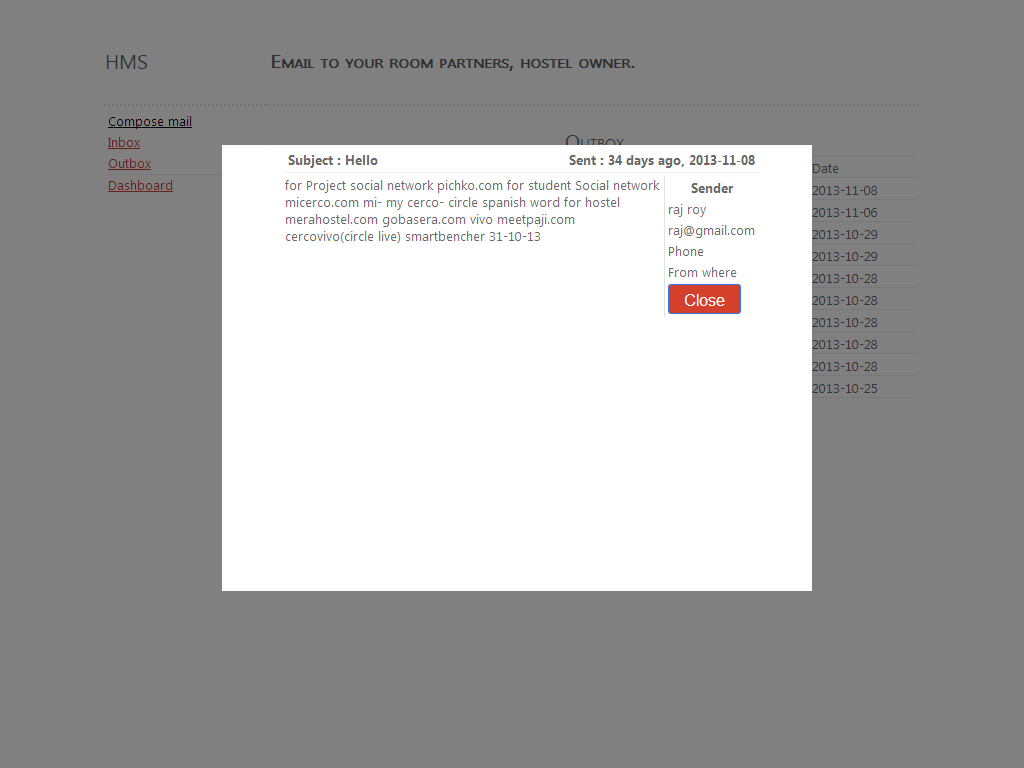 HMS
Email to your room partners, hostel owner.
Compose mail
Inbox
Outbox
Dashboard
Outbox
Subject : Hello
Sent : 34 days ago, 2013-11-08
for Project social network pichko.com for student Social network
micerco.com mi- my cerco- circle spanish word for hostel
merahostel.com gobasera.com vivo meetpaji.com
cercovivo(circle live) smartbencher 31-10-13
Sender
raj roy
raj@gmail.com
Phone
From where
Close
Date
2013-11-08
2013-11-06
2013-10-29
2013-10-29
2013-10-28
2013-10-28
2013-10-28
2013-10-28
2013-10-28
2013-10-25